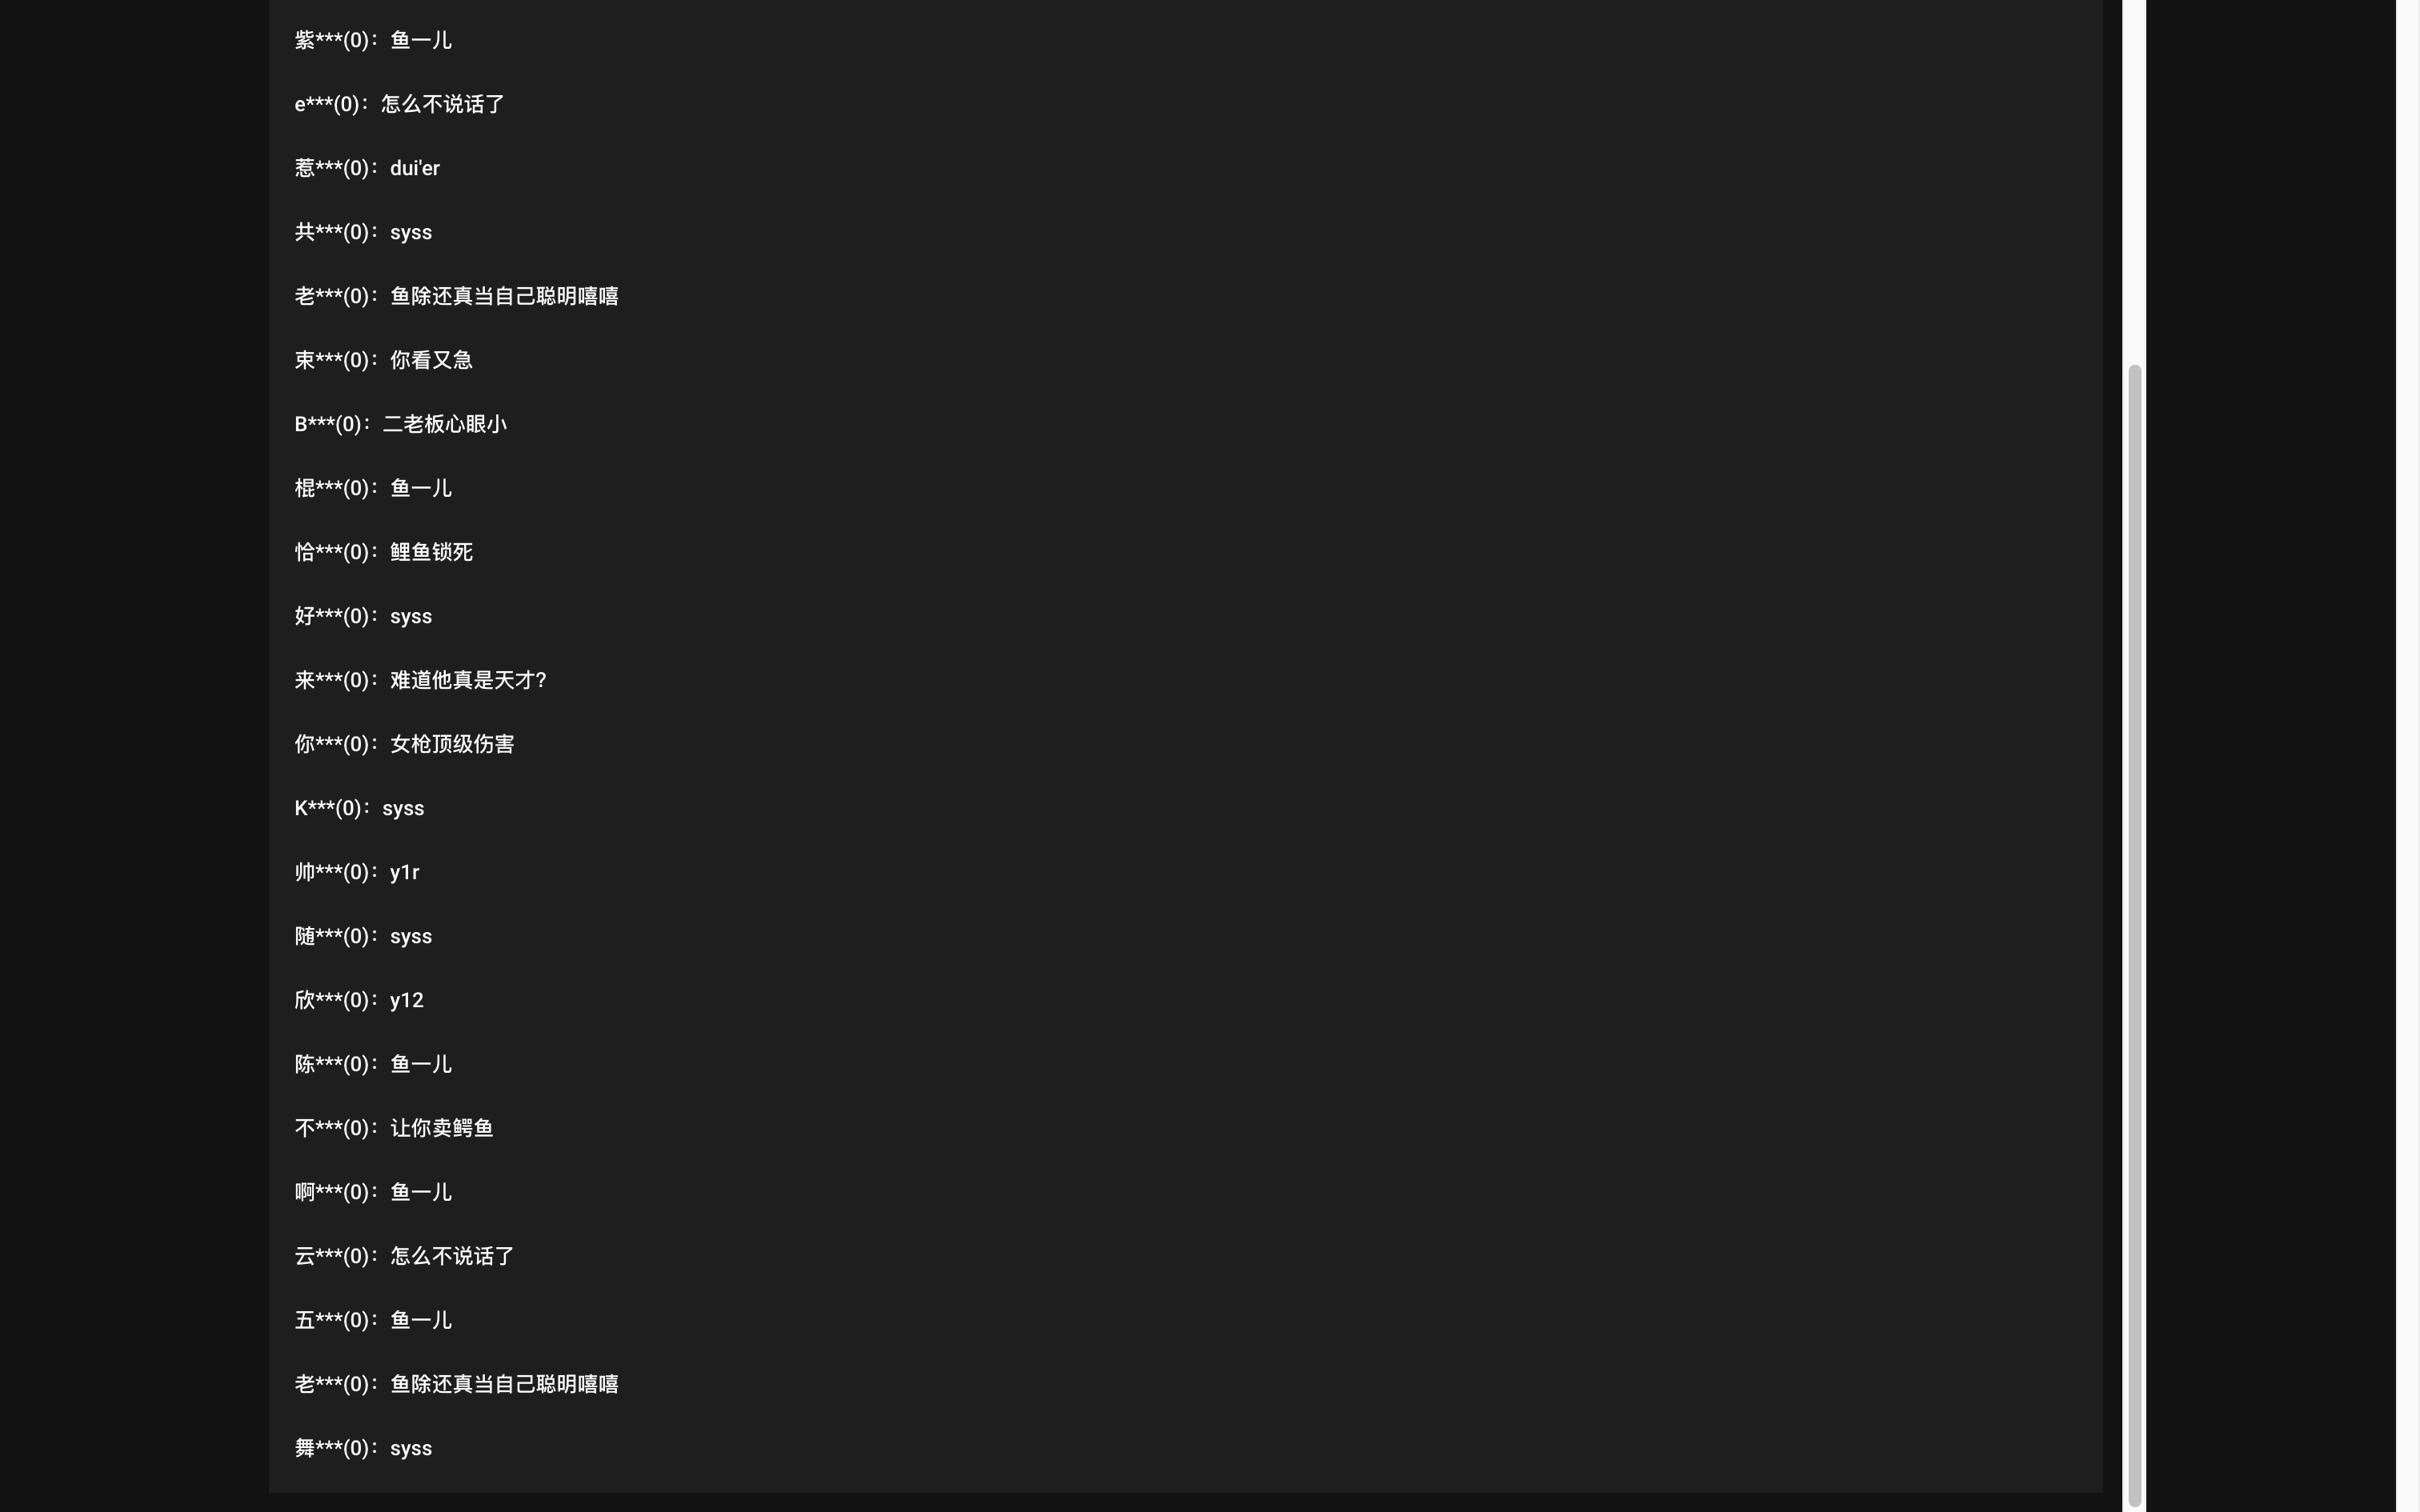 紫***(0)：鱼一儿
e***(0)：怎么不说话了
惹***(0)：dui'er
共***(0)：syss
老***(0)：鱼除还真当自己聪明嘻嘻
束***(0)：你看又急
B***(0)：二老板心眼小
棍***(0)：鱼一儿
恰***(0)：鲤鱼锁死
好***(0)：syss
来***(0)：难道他真是天才?
你***(0)：女枪顶级伤害
K***(0)：syss
帅***(0)：y1r
随***(0)：syss
欣***(0)：y12
陈***(0)：鱼一儿
不***(0)：让你卖鳄鱼
啊***(0)：鱼一儿
云***(0)：怎么不说话了
五***(0)：鱼一儿
老***(0)：鱼除还真当自己聪明嘻嘻
舞***(0)：syss